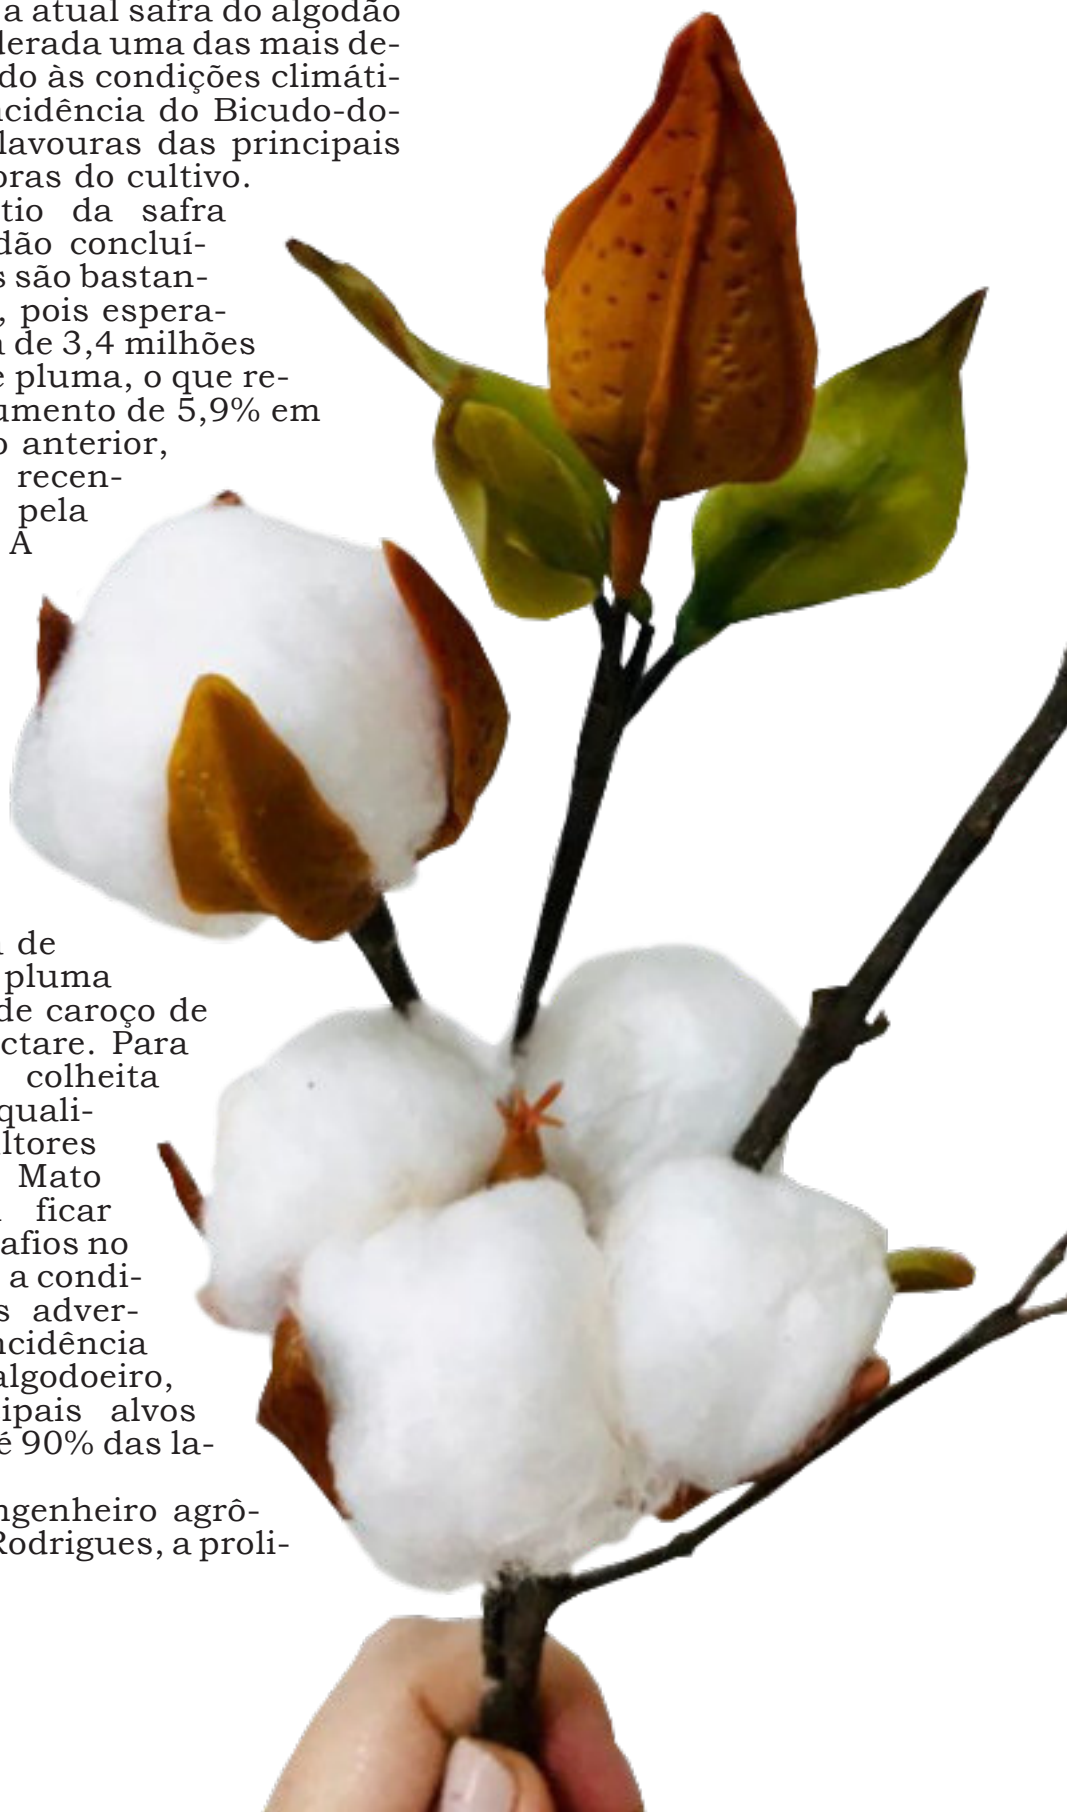 a atual safra do algodão
derada uma das mais de-
do às condições climáti-
ncidência do Bicudo-do-
lavouras das principais
oras do cultivo.
tio da safra
dão concluí-
s são bastan-
, pois espera-
a de 3,4 milhões
e pluma, o que re-
umento de 5,9% em
o anterior,
recen-
pela
A
a de
pluma
de caroço de
ctare. Para
colheita
quali-
ltores
Mato
ficar
afios no
a condi-
s adver-
ncidência
algodoeiro,
ipais alvos
é 90% das la-
ngenheiro agrô-
Rodrigues, a proli-